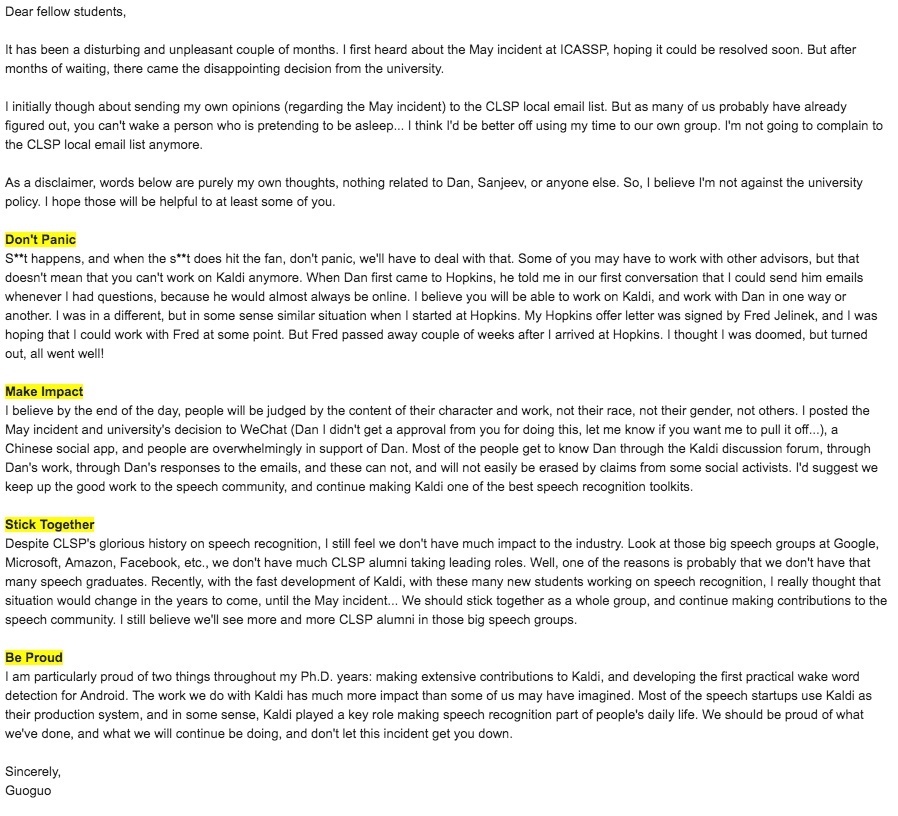 Dear fellow students,
It has been a disturbing and unpleasant couple of months. I first heard about the May incident at ICASSP, hoping it could be resolved soon. But after
months of waiting, there came the disappointing decision from the university.
I initially though about sending my own opinions (regarding the May incident) to the CLSP local email list. But as many of us probably have already
figured out, you can't wake a person who is pretending to be asleep... I think I'd be better off using my time to our own group. I'm not going to complain to
the CLSP local email list anymore.
As a disclaimer, words below are purely my own thoughts, nothing related to Dan, Sanjeev, or anyone else. So, I believe I'm not against the university
policy. I hope those will be helpful to at least some of you.
Don't Panic
S**t happens, and when the s**t does hit the fan, don't panic, we'll have to deal with that. Some of you may have to work with other advisors, but that
doesn't mean that you can't work on Kaldi anymore. When Dan first came to Hopkins, he told me in our first conversation that I could send him emails
whenever I had questions, because he would almost always be online. I believe you will be able to work on Kaldi, and work with Dan in one way or
another. I was in a different, but in some sense similar situation when I started at Hopkins. My Hopkins offer letter was signed by Fred Jelinek, and I was
hoping that I could work with Fred at some point. But Fred passed away couple of weeks after I arrived at Hopkins. I thought I was doomed, but turned
out, all went well!
Make Impact
I believe by the end of the day, people will be judged by the content of their character and work, not their race, not their gender, not others. I posted the
May incident and university's decision to WeChat (Dan I didn't get a approval from you for doing this, let me know if you want me to pull it off...), a
Chinese social app, and people are overwhelmingly in support of Dan. Most of the people get to know Dan through the Kaldi discussion forum, through
Dan's work, through Dan's responses to the emails, and these can not, and will not easily be erased by claims from some social activists. I'd suggest we
keep up the good work to the speech community, and continue making Kaldi one of the best speech recognition toolkits.
Stick Together
Despite CLSP's glorious history on speech recognition, I still feel we don't have much impact to the industry. Look at those big speech groups at Google,
Microsoft, Amazon, Facebook, etc., we don't have much CLSP alumni taking leading roles. Well, one of the reasons is probably that we don't have that
many speech graduates. Recently, with the fast development of Kaldi, with these many new students working on speech recognition, I really thought that
situation would change in the years to come, until the May incident... We should stick together as a whole group, and continue making contributions to the
speech community. I still believe we'll see more and more CLSP alumni in those big speech groups.
Be Proud
I am particularly proud of two things throughout my Ph.D. years: making extensive contributions to Kaldi, and developing the first practical wake word
detection for Android. The work we do with Kaldi has much more impact than some of us may have imagined. Most of the speech startups use Kaldi as
their production system, and in some sense, Kaldi played a key role making speech recognition part of people's daily life. We should be proud of what
we've done, and what we will continue be doing, and don't let this incident get you down.
Sincerely,
Guoguo